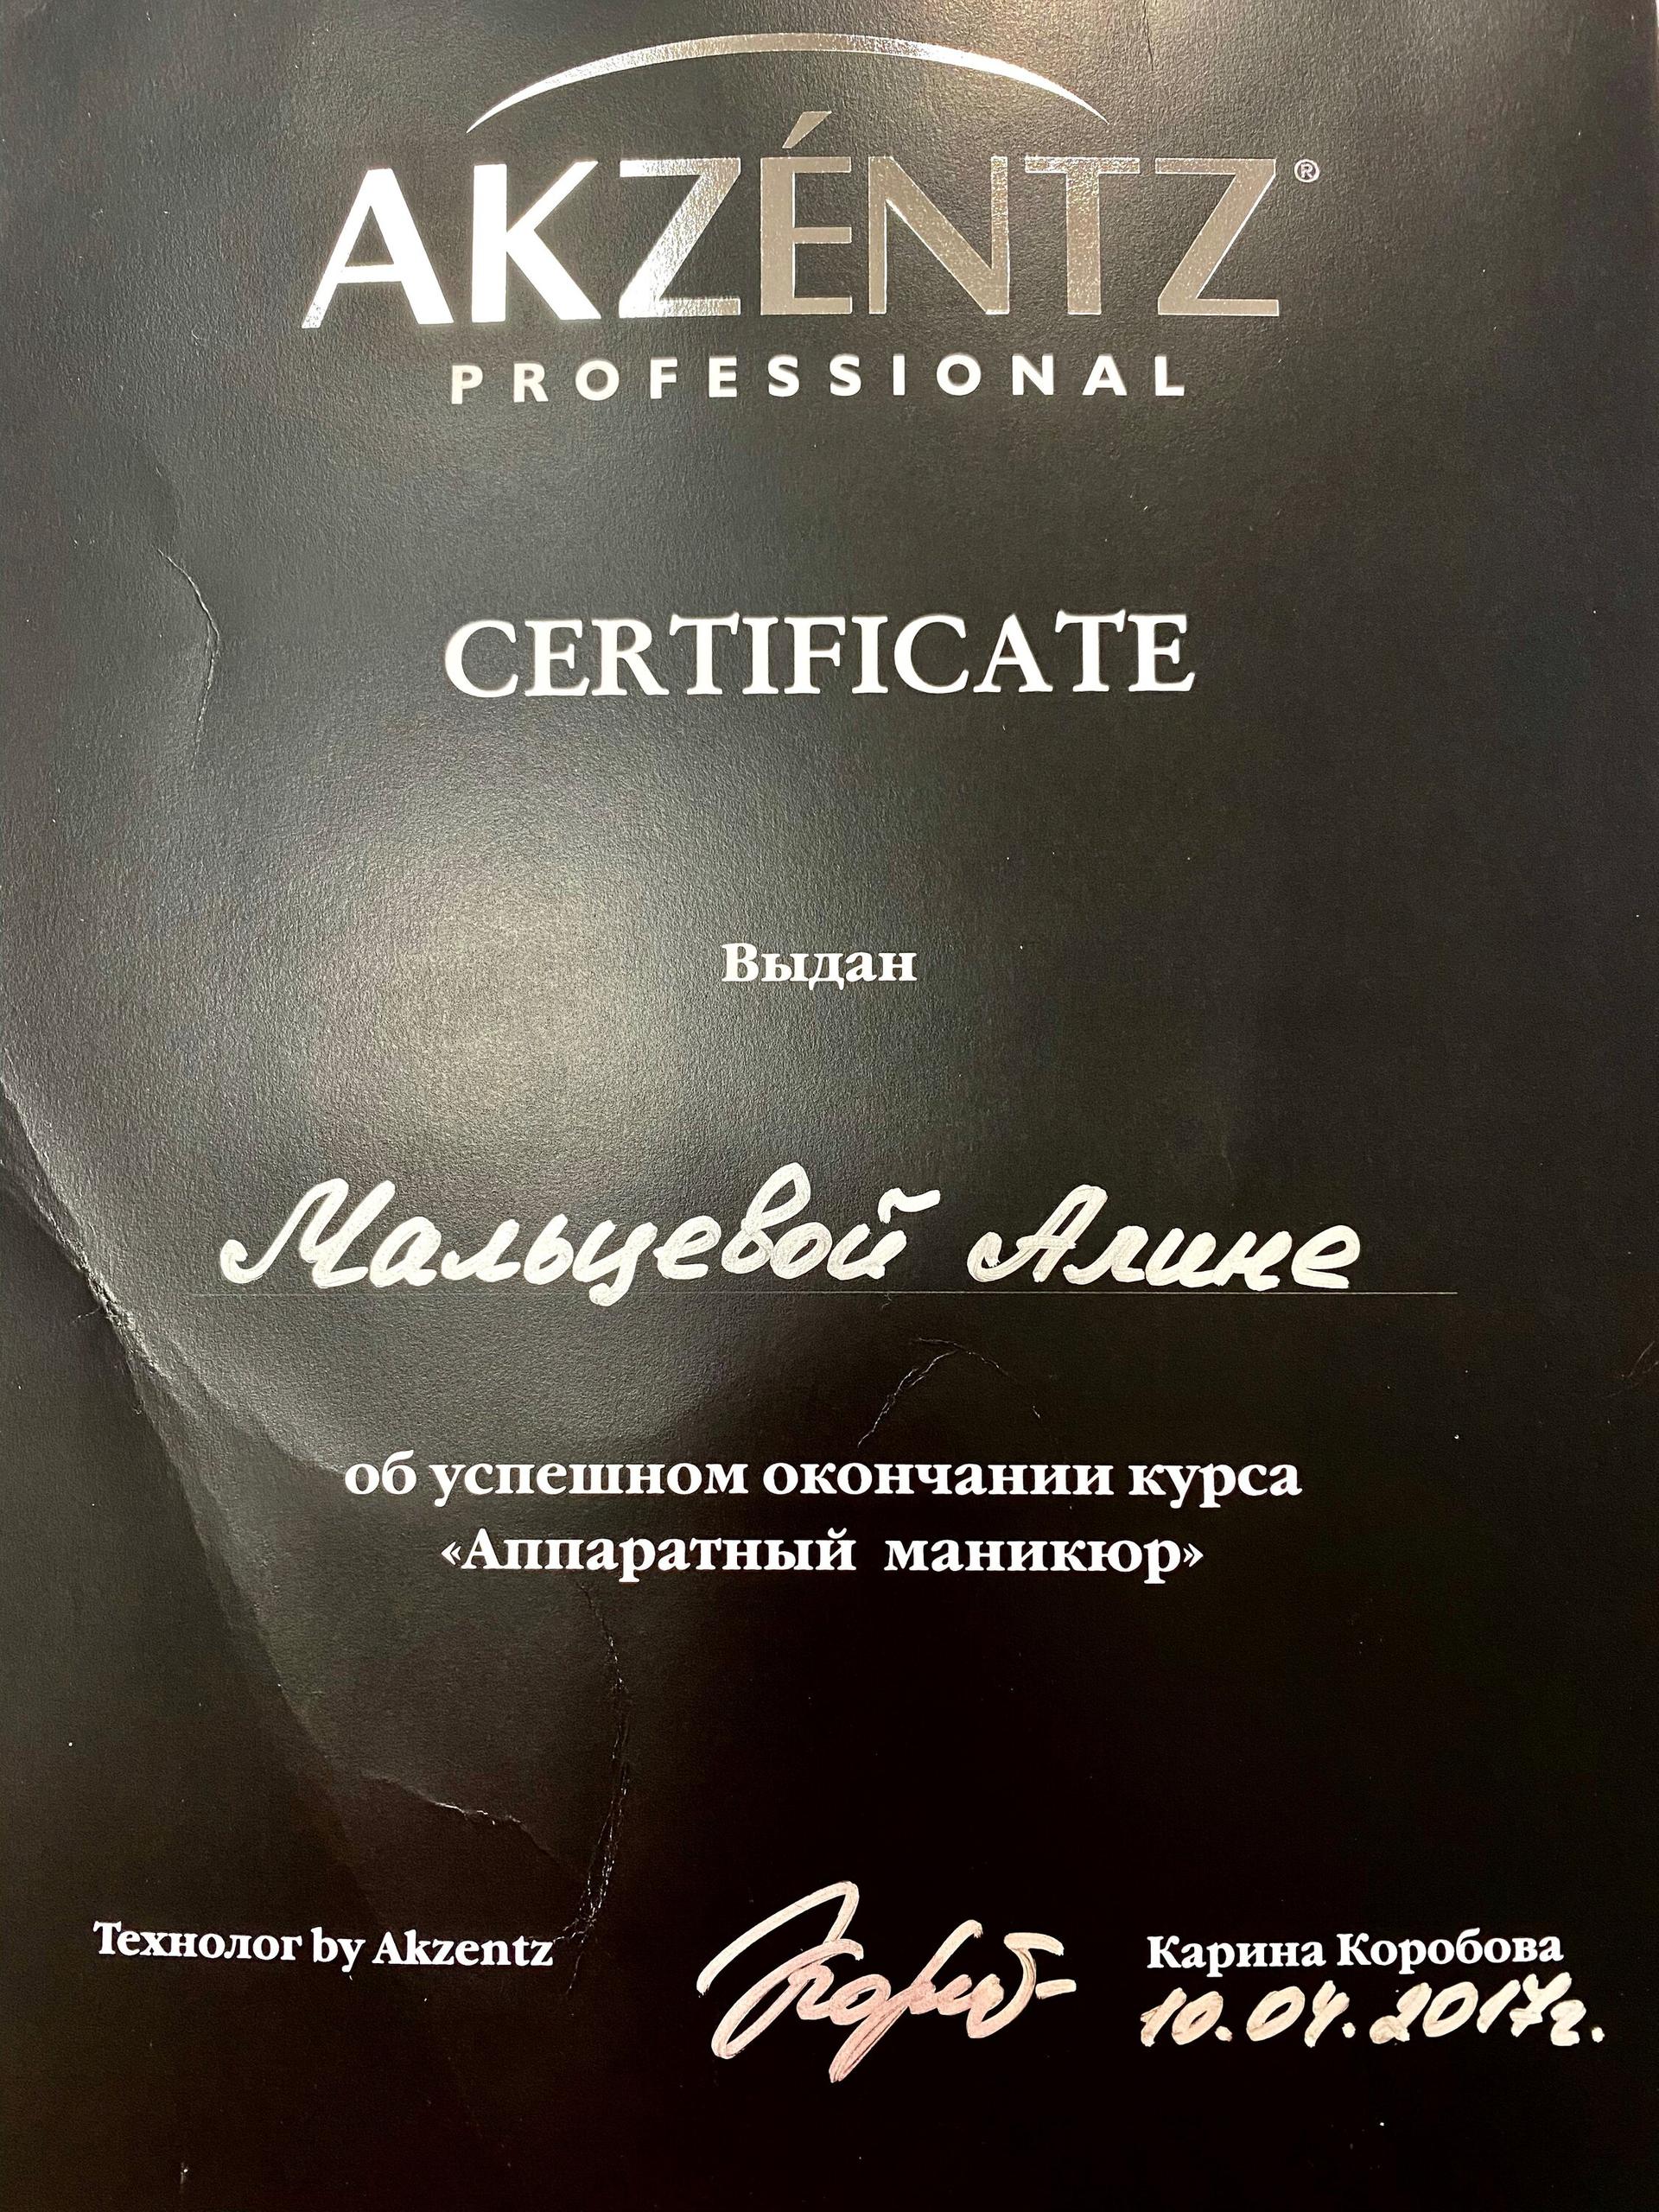 AKZÉNTZ®
PROFESSIONAL
CERTIFICATE
Выдан
Мальцевой Алине
об успешном окончании курса
«Аппаратный маникюр»
Технолог by Akzentz
Карина Коробова
10.04.2017г.